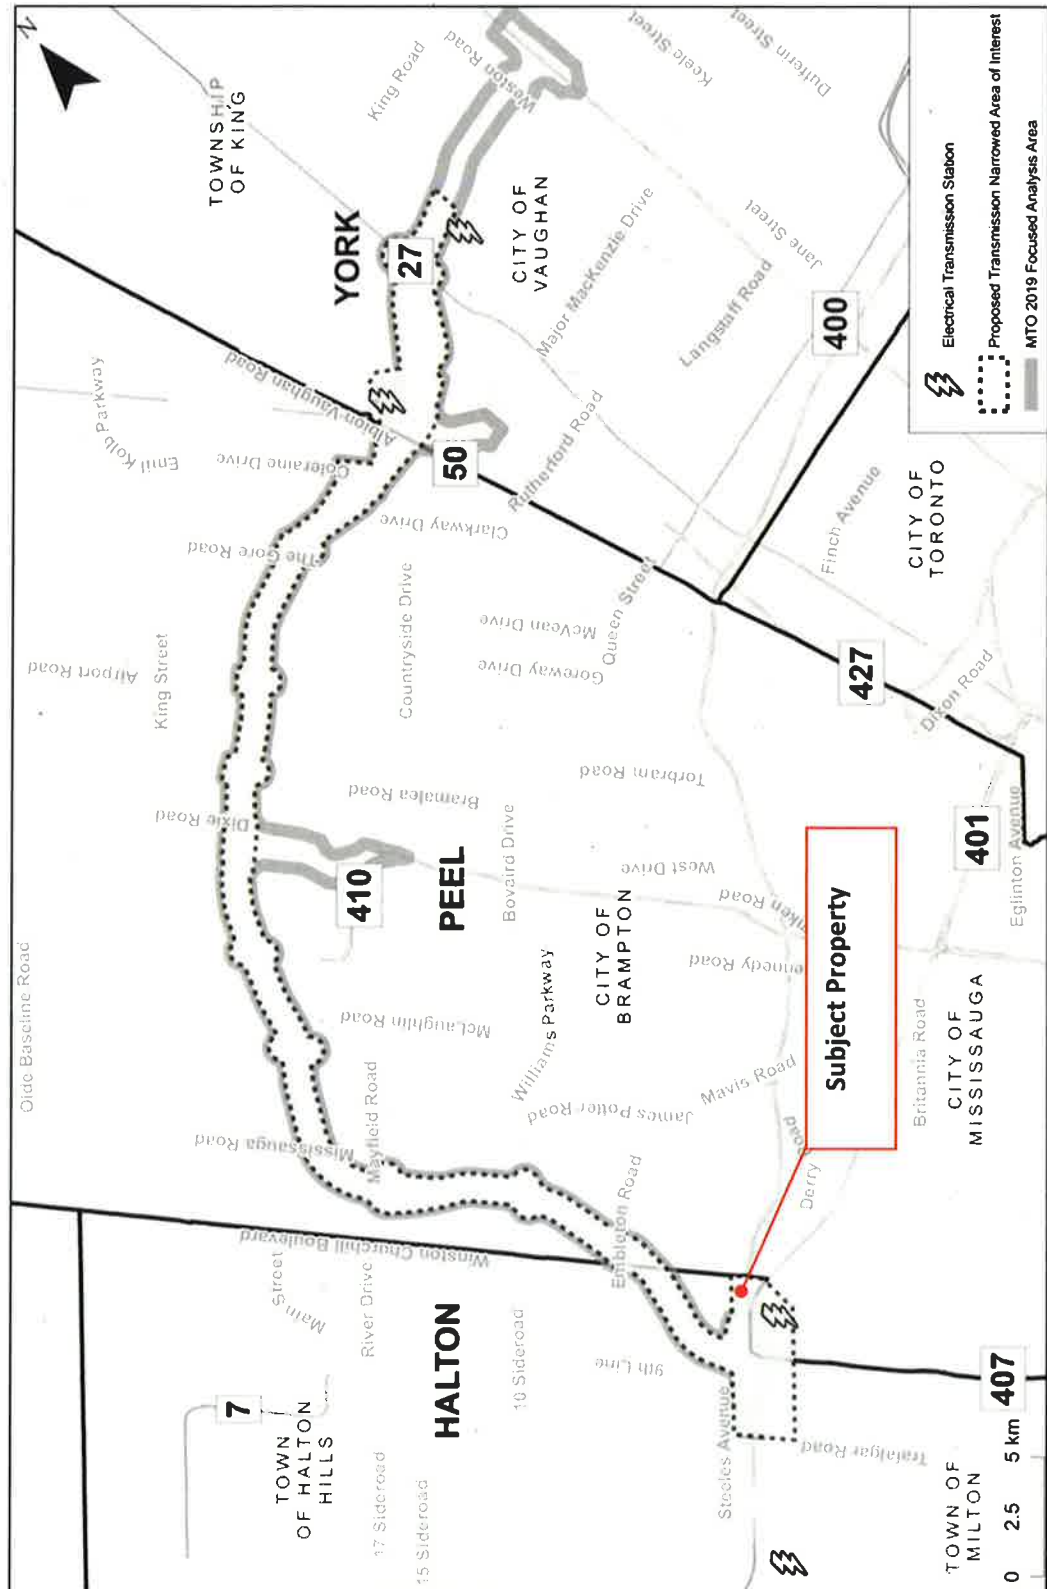 N
TOWNSHIP
OF KING
King Road
Weston Road
Keele Street
Dufferin Street
YORK
27
CITY OF
VAUGHAN
Major MacKenzie Drive
Jane Street
Langstaff Road
400
Rutherford Road
Albion-Vaughan Road
Emil Kolb Parkway
Coleraine Drive
50
Clarkway Drive
The Gore Road
Countryside Drive
McVean Drive
Queen Street
Goreway Drive
Finch Avenue
CITY OF
TORONTO
427
Dixon Road
Airport Road
King Street
Torbram Road
Bramalea Road
Dixie Road
Bovaird Drive
West Drive
410
PEEL
401
Eglinton Avenue
Kennedy Road
CITY OF
BRAMPTON
Olde Baseline Road
McLaughlin Road
Williams Parkway
James Potter Road
Mavis Road
Subject Property
Britannia Road
CITY OF
MISSISSAUGA
Mississauga Road
Mayfield Road
Embleton Road
Derry Road
Winston Churchill Boulevard
Main Street
River Drive
HALTON
10 Sideroad
9th Line
7
TOWN
OF HALTON
HILLS
17 Sideroad
15 Sideroad
Steeles Avenue
Trafalgar Road
407
TOWN OF
MILTON
0 2.5 5 km
Electrical Transmission Station
Proposed Transmission Narrowed Area of Interest
MTO 2019 Focused Analysis Area